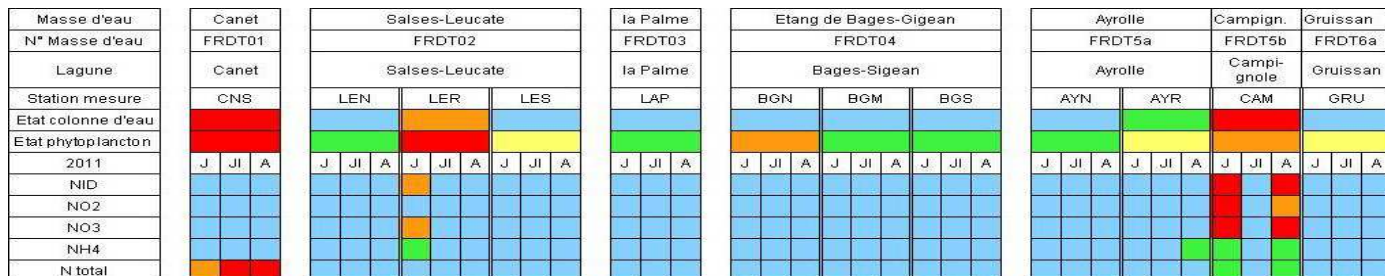 Masse d'eau Canet Salses-Leucate la Palme Etang de Bages-Gigean Ayrolle Campign. Gruissan
N° Masse d'eau FRDT01 FRDT02 FRDT03 FRDT04 FRDT5a FRDT5b FRDT6a
Lagune Canet Salses-Leucate la Palme Bages-Sigean Ayrolle Campi-gnole Gruissan
Station mesure CNS LEN LER LES LAP BGN BGM BGS AYN AYR CAM GRU
Etat colonne d'eau
Etat phytoplancton
2011 J Jl A J Jl A J Jl A J Jl A J Jl A J Jl A J Jl A J Jl A J Jl A J Jl A J Jl A J Jl A
NID
NO2
NO3
NH4
N total